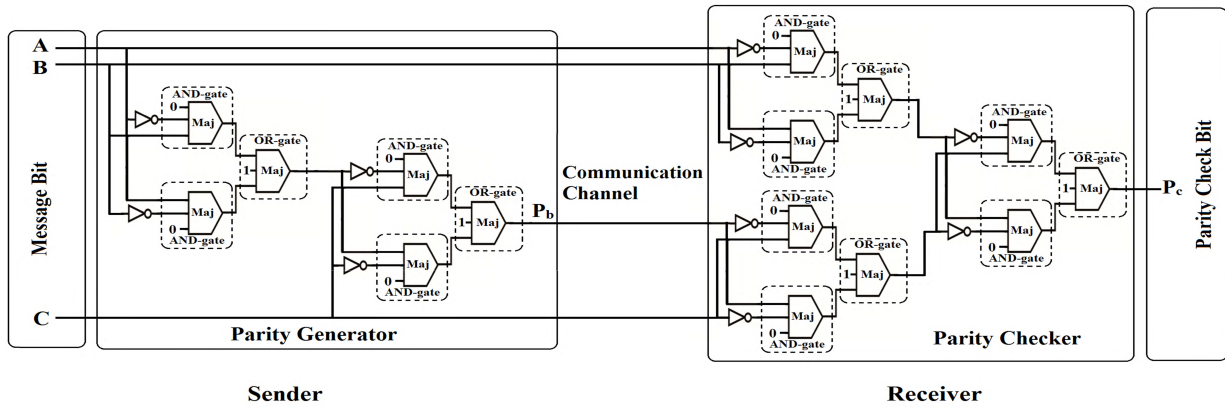 Message Bit
A
B
C
AND-gate
0
Maj
OR-gate
1
Maj
Maj
0
AND-gate
AND-gate
0
Maj
OR-gate
1
Maj
Maj
0
AND-gate
P_b
Parity Generator
Sender
Communication
Channel
AND-gate
0
Maj
OR-gate
1
Maj
Maj
0
AND-gate
AND-gate
0
Maj
OR-gate
1
Maj
Maj
0
AND-gate
AND-gate
0
Maj
OR-gate
1
Maj
Maj
0
AND-gate
P_c
Parity Checker
Receiver
Parity Check Bit